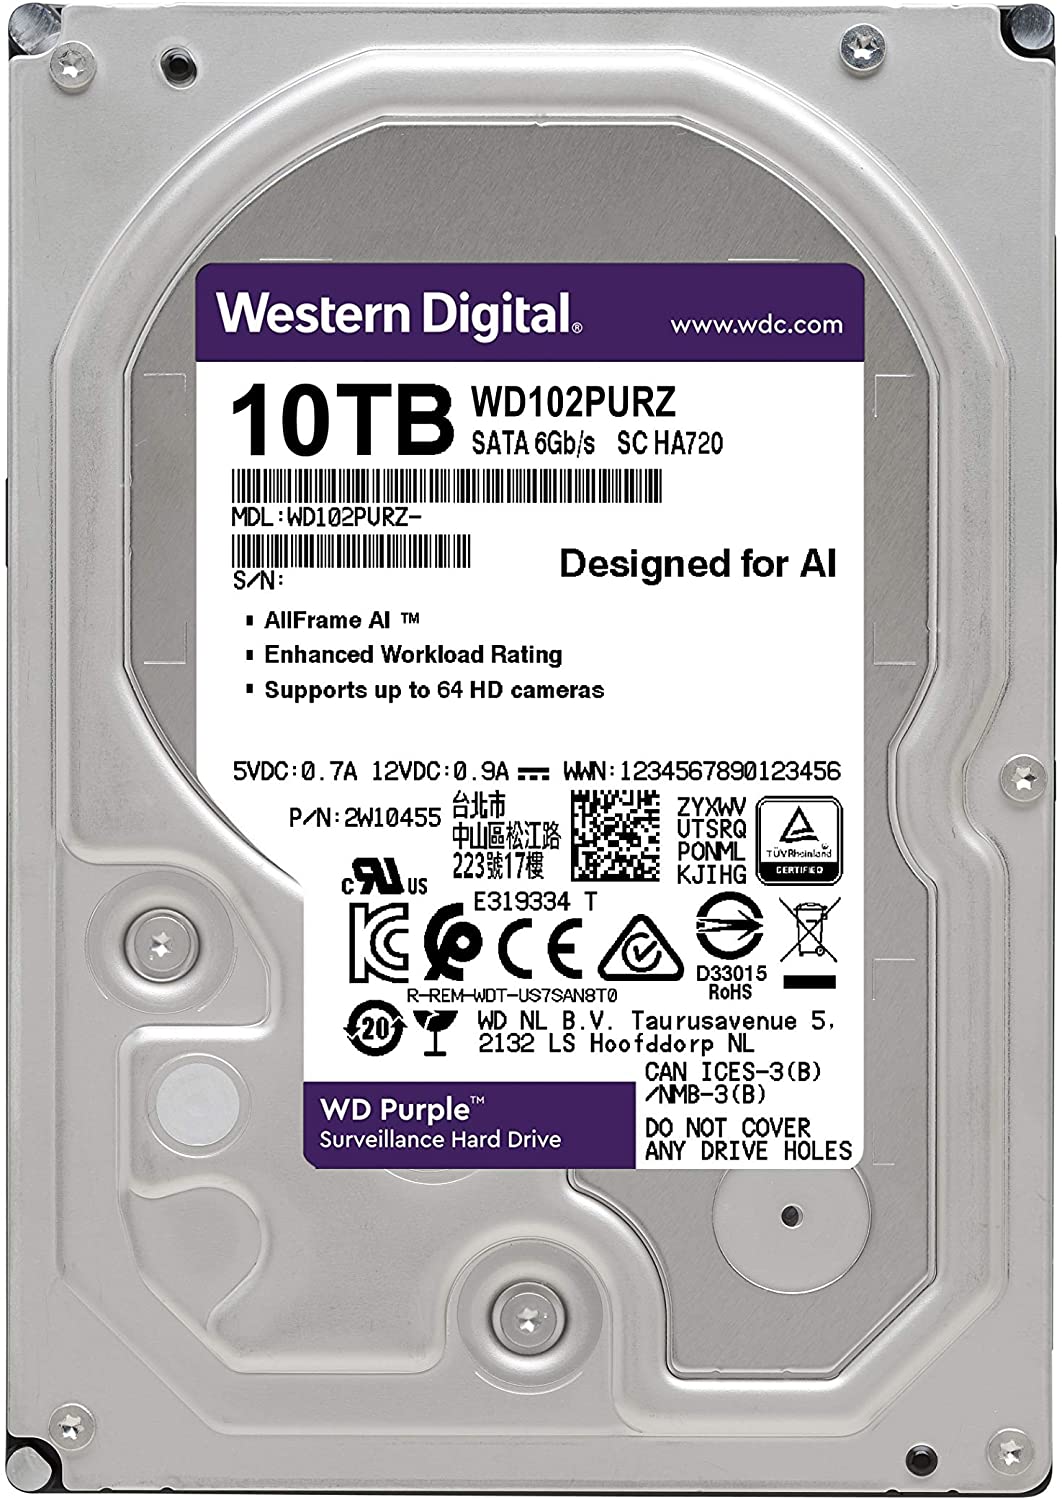 Western Digital®
www.wdc.com
10TB WD102PURZ
SATA 6Gb/s SC HA720
MDL:WD102PURZ-
S/N:
Designed for AI
▪ AllFrame AI ™
▪ Enhanced Workload Rating
▪ Supports up to 64 HD cameras
5VDC:0.7A 12VDC:0.9A WWN:1234567890123456
P/N:2W10455
台北市
中山區松江路
223號17樓
ZYXWV
UTSRQ
PONML
KJIHG
TÜVRheinland
CERTIFIED
c US
E319334 T
CE
D33015
RoHS
R-REM-WDT-US7SAN8T0
20
WD NL B.V. Taurusavenue 5,
2132 LS Hoofddorp NL
CAN ICES-3(B)
/NMB-3(B)
WD Purple™
Surveillance Hard Drive
DO NOT COVER
ANY DRIVE HOLES